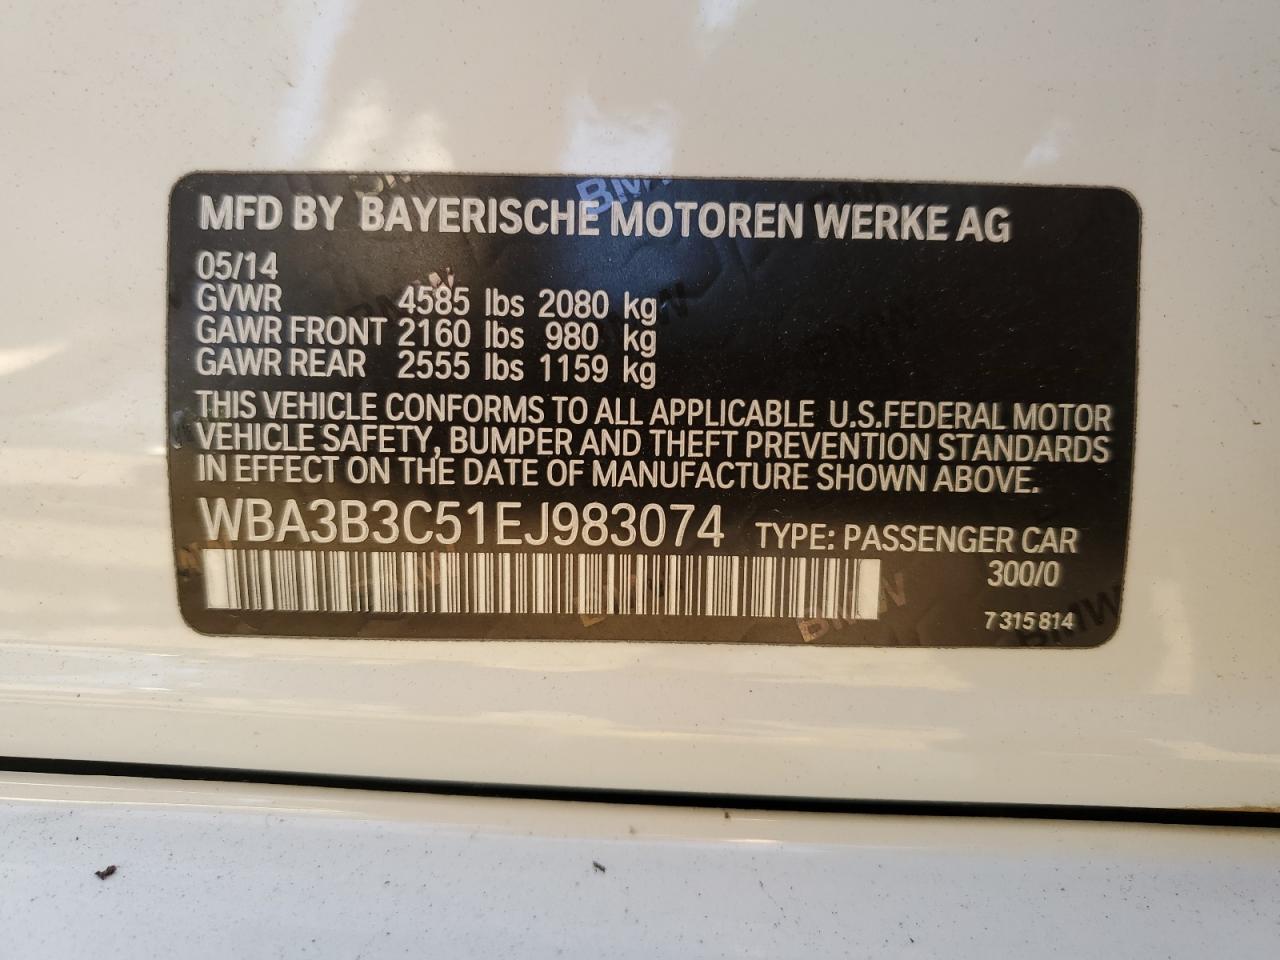 MFD BY BAYERISCHE MOTOREN WERKE AG
05/14
GVWR 4585 lbs 2080 kg
GAWR FRONT 2160 lbs 980 kg
GAWR REAR 2555 lbs 1159 kg
THIS VEHICLE CONFORMS TO ALL APPLICABLE U.S.FEDERAL MOTOR
VEHICLE SAFETY, BUMPER AND THEFT PREVENTION STANDARDS
IN EFFECT ON THE DATE OF MANUFACTURE SHOWN ABOVE.
WBA3B3C51EJ983074 TYPE: PASSENGER CAR
300/0
7 315 814